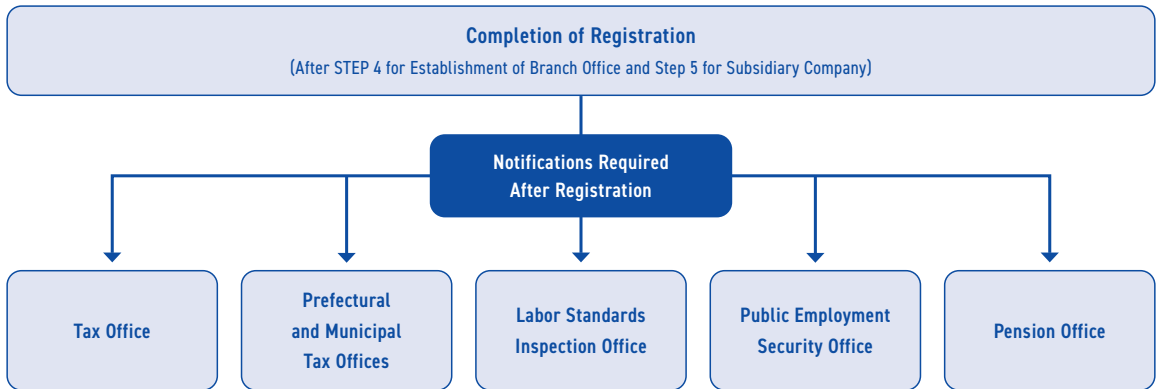 Completion of Registration
(After STEP 4 for Establishment of Branch Office and Step 5 for Subsidiary Company)
Notifications Required
After Registration
Tax Office
Prefectural
and Municipal
Tax Offices
Labor Standards
Inspection Office
Public Employment
Security Office
Pension Office